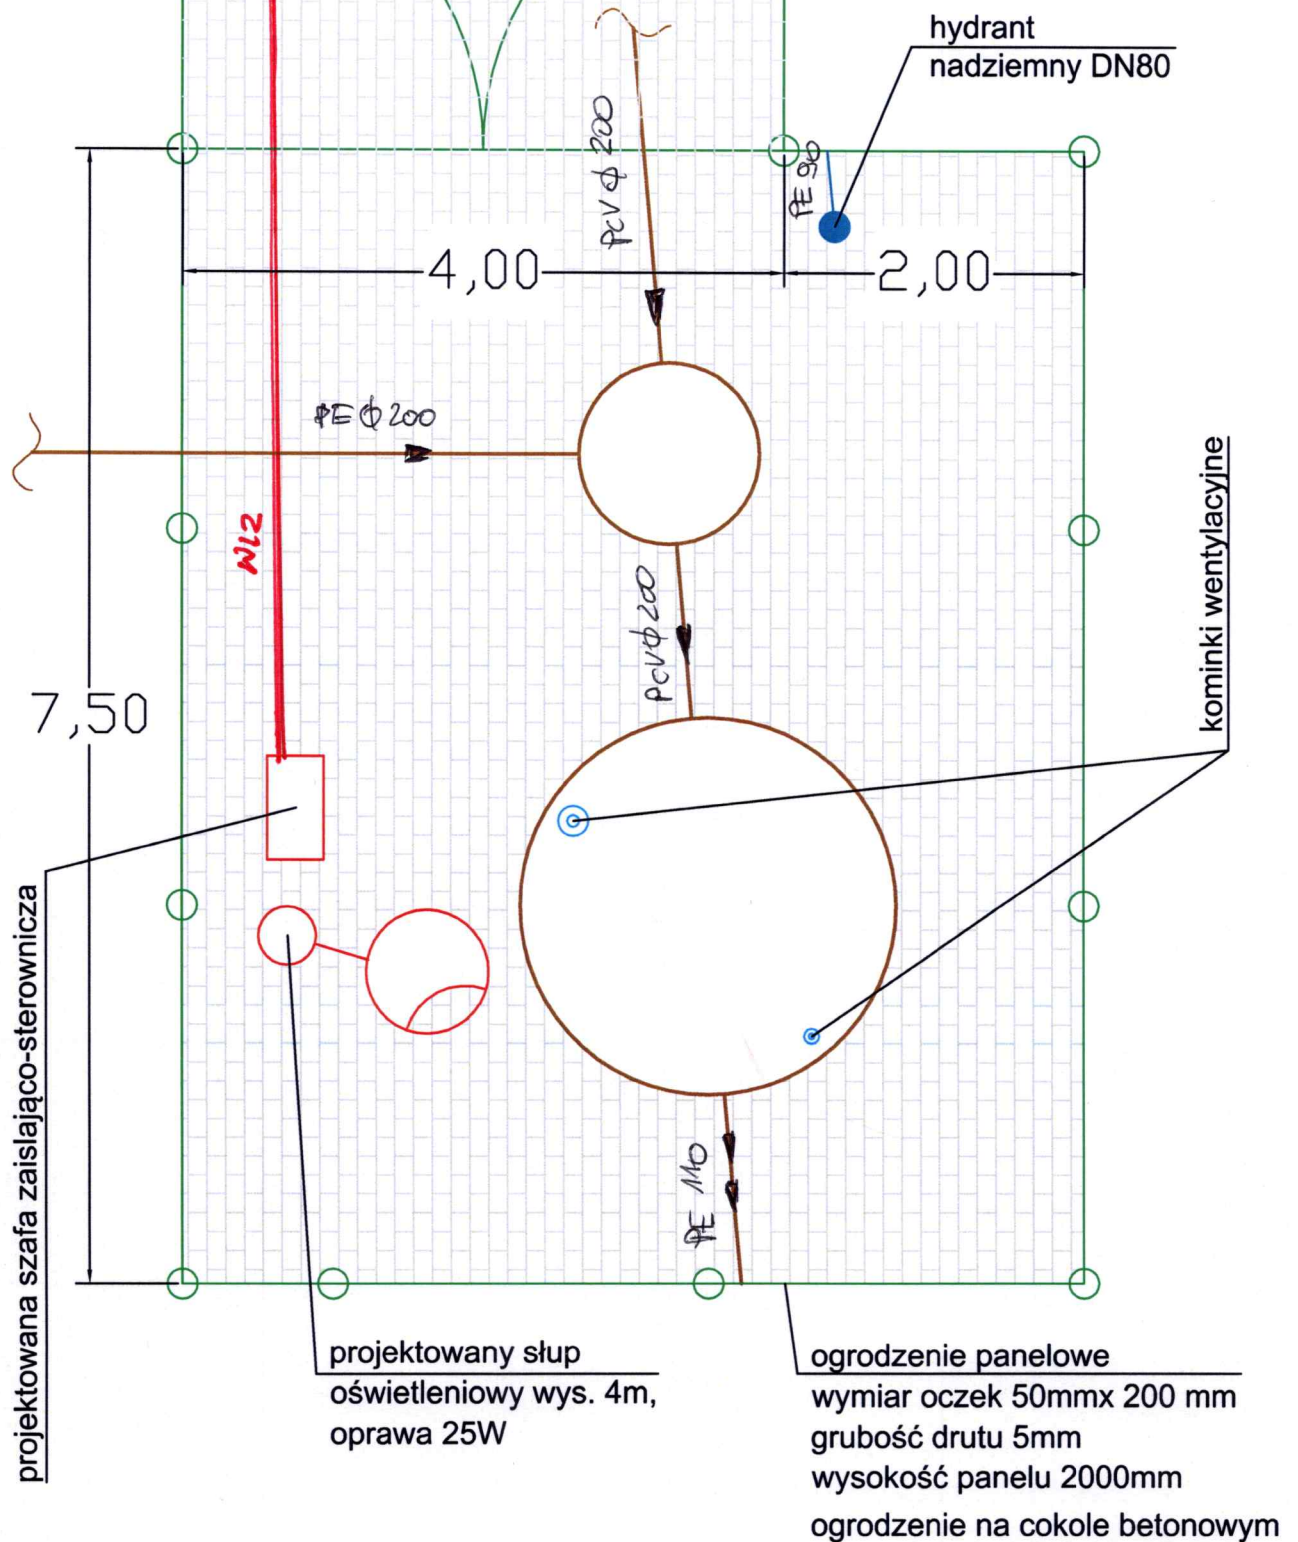 hydrant
nadziemny DN80
PCV ϕ 200
PE 90
4,00
2,00
PE ϕ 200
kominki wentylacyjne
WLZ
PCV ϕ 200
7,50
projektowana szafa zaislająco-sterownicza
PE 110
projektowany słup
oświetleniowy wys. 4m,
oprawa 25W
ogrodzenie panelowe
wymiar oczek 50mmx 200 mm
grubość drutu 5mm
wysokość panelu 2000mm
ogrodzenie na cokole betonowym